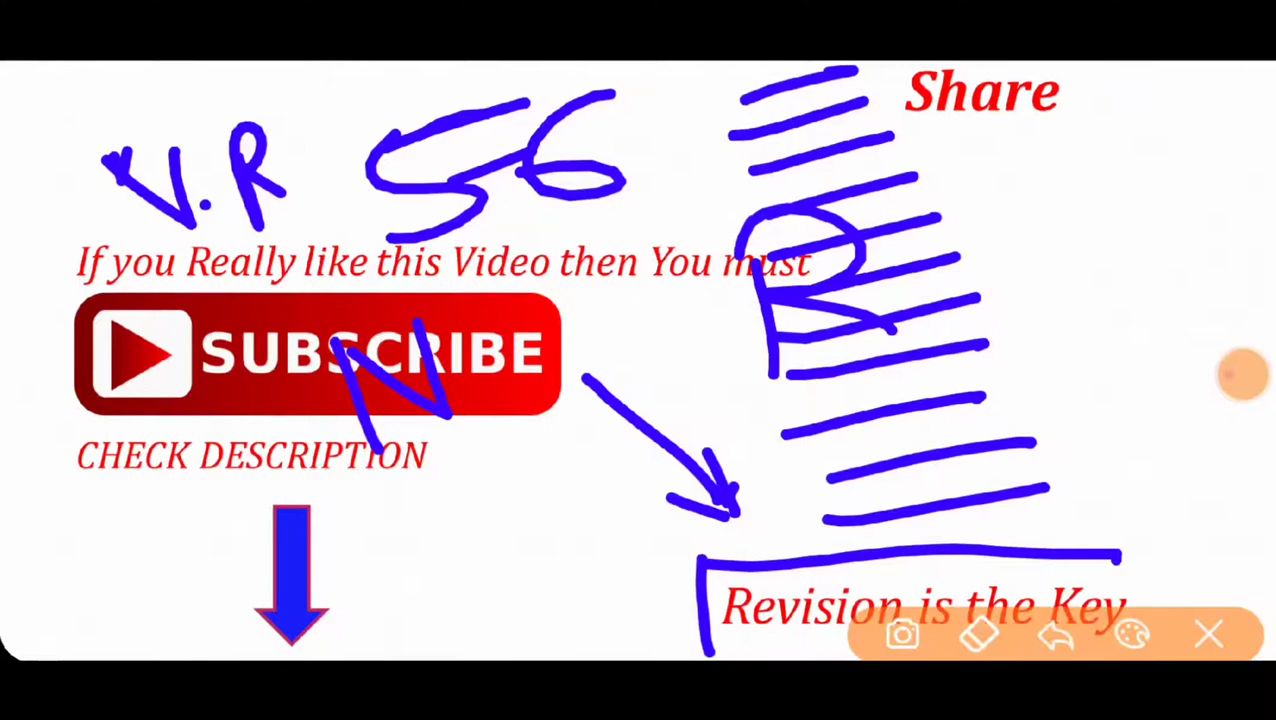 Share
V.R 56
If you Really like this Video then You must
R
SUBSCRIBE
N
CHECK DESCRIPTION
Revision is the Key